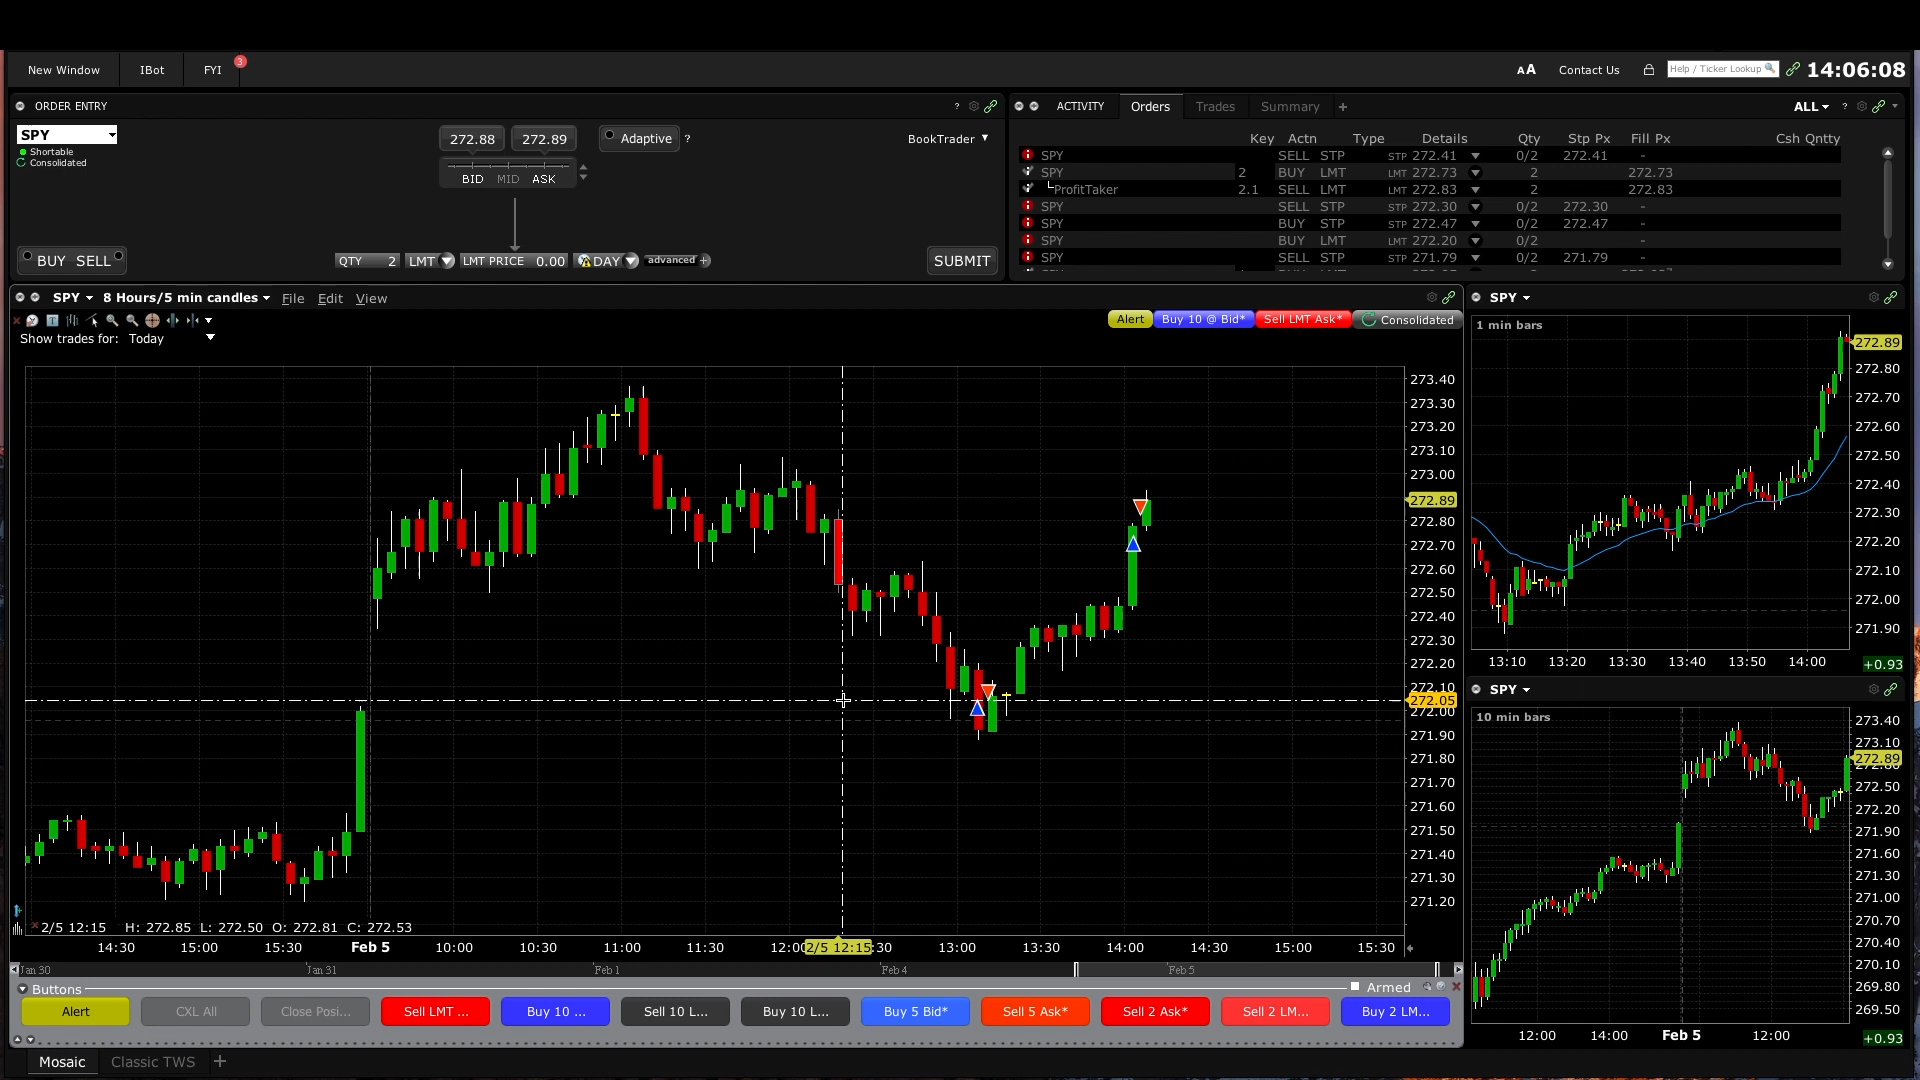 New Window IBot FYI 3
AA Contact Us Help / Ticker Lookup 14:06:08
ORDER ENTRY ?
SPY
Shortable
Consolidated
272.88 272.89 Adaptive ? BookTrader
BID MID ASK
BUY SELL QTY 2 LMT LMT PRICE 0.00 DAY advanced + SUBMIT
ACTIVITY Orders Trades Summary + ALL ?
Key Actn Type Details Qty Stp Px Fill Px Csh Qntty
SPY SELL STP STP 272.41 0/2 272.41 -
SPY 2 BUY LMT LMT 272.73 2 272.73
ProfitTaker 2.1 SELL LMT LMT 272.83 2 272.83
SPY SELL STP STP 272.30 0/2 272.30 -
SPY BUY STP STP 272.47 0/2 272.47 -
SPY BUY LMT LMT 272.20 0/2 -
SPY SELL STP STP 271.79 0/2 271.79 -
SPY 8 Hours/5 min candles File Edit View
Alert Buy 10 @ Bid* Sell LMT Ask* Consolidated
Show trades for: Today
273.40
273.30
273.20
273.10
273.00
272.89
272.80
272.70
272.60
272.50
272.40
272.30
272.20
272.10
272.05
272.00
271.90
271.80
271.70
271.60
271.50
271.40
271.30
271.20
2/5 12:15 H: 272.85 L: 272.50 O: 272.81 C: 272.53
14:30 15:00 15:30 Feb 5 10:00 10:30 11:00 11:30 12:00 2/5 12:15 :30 13:00 13:30 14:00 14:30 15:00 15:30
Jan 30 Jan 31 Feb 1 Feb 4 Feb 5
Buttons Armed
Alert CXL All Close Posi... Sell LMT ... Buy 10 ... Sell 10 L... Buy 10 L... Buy 5 Bid* Sell 5 Ask* Sell 2 Ask* Sell 2 LM... Buy 2 LM...
Mosaic Classic TWS +
SPY
1 min bars
272.89
272.80
272.70
272.60
272.50
272.40
272.30
272.20
272.10
272.00
271.90
13:10 13:20 13:30 13:40 13:50 14:00 +0.93
SPY
10 min bars
273.40
273.10
272.89
272.50
272.20
271.90
271.60
271.30
271.00
270.70
270.40
270.10
269.80
269.50
12:00 14:00 Feb 5 12:00 +0.93